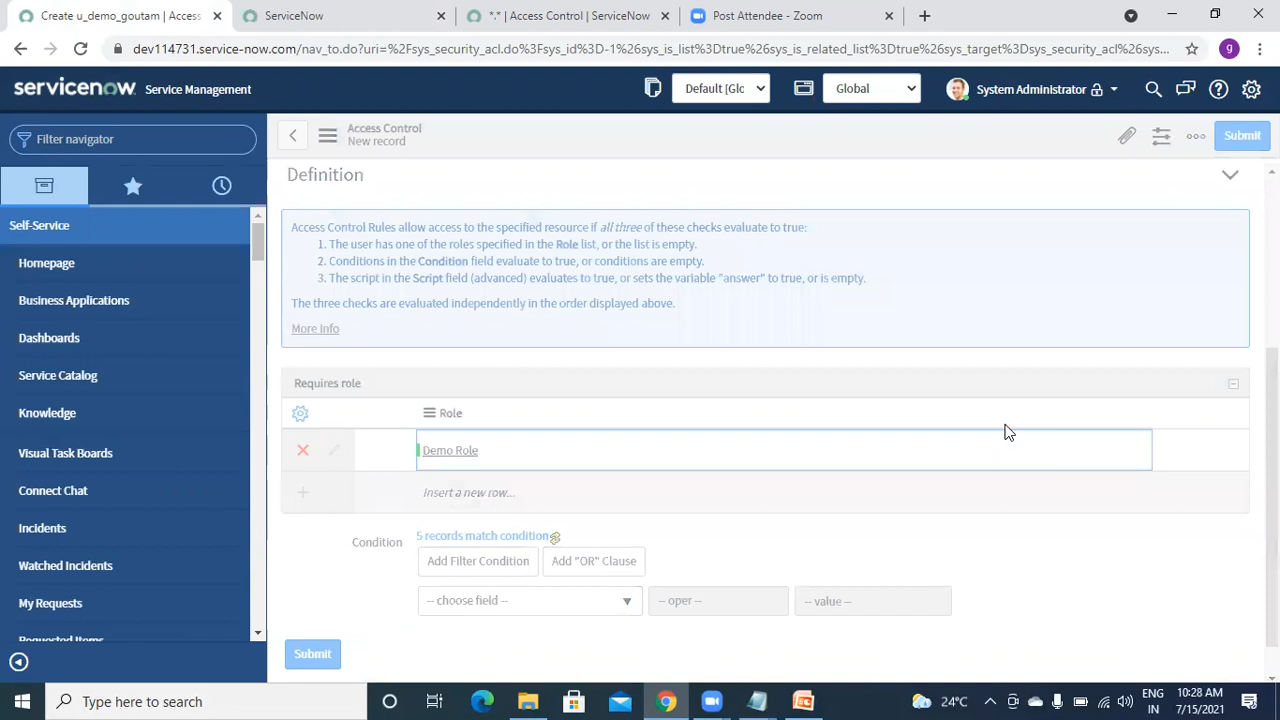 Create u_demo_goutam | Access
ServiceNow
*.* | Access Control | ServiceNow
Post Attendee - Zoom
dev114731.service-now.com/nav_to.do?uri=%2Fsys_security_acl.do%3Fsys_id%3D-1%26sys_is_list%3Dtrue%26sys_is_related_list%3Dtrue%26sys_target%3Dsys_security_acl%26sys...
g
servicenow Service Management
Default [Glc
Global
System Administrator
Filter navigator
Access Control
New record
Submit
Self-Service
Homepage
Business Applications
Dashboards
Service Catalog
Knowledge
Visual Task Boards
Connect Chat
Incidents
Watched Incidents
My Requests
Requested Items
Definition
Access Control Rules allow access to the specified resource if all three of these checks evaluate to true:
1. The user has one of the roles specified in the Role list, or the list is empty.
2. Conditions in the Condition field evaluate to true, or conditions are empty.
3. The script in the Script field (advanced) evaluates to true, or sets the variable "answer" to true, or is empty.
The three checks are evaluated independently in the order displayed above.
More Info
Requires role
Role
Demo Role
Insert a new row...
Condition
5 records match condition
Add Filter Condition
Add "OR" Clause
-- choose field --
-- oper --
-- value --
Submit
Type here to search
24°C
ENG
IN
10:28 AM
7/15/2021